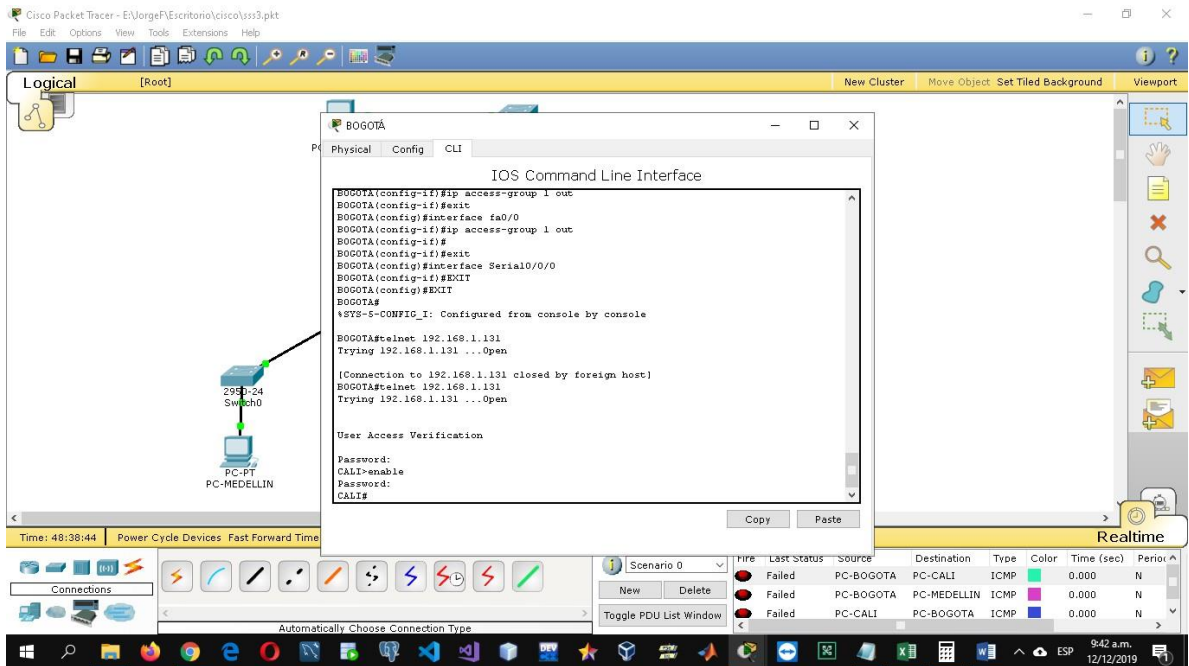 Cisco Packet Tracer - E:\JorgeF\Escritorio\cisco\sss3.pkt
File Edit Options View Tools Extensions Help
Logical [Root] New Cluster Move Object Set Tiled Background Viewport
BOGOTÁ
Physical Config CLI
IOS Command Line Interface
BOGOTA(config-if)#ip access-group 1 out
BOGOTA(config-if)#exit
BOGOTA(config)#interface fa0/0
BOGOTA(config-if)#ip access-group 1 out
BOGOTA(config-if)#
BOGOTA(config-if)#exit
BOGOTA(config)#interface Serial0/0/0
BOGOTA(config-if)#EXIT
BOGOTA(config)#EXIT
BOGOTA#
%SYS-5-CONFIG_I: Configured from console by console
BOGOTA#telnet 192.168.1.131
Trying 192.168.1.131 ...Open
[Connection to 192.168.1.131 closed by foreign host]
BOGOTA#telnet 192.168.1.131
Trying 192.168.1.131 ...Open
User Access Verification
Password:
CALI>enable
Password:
CALI#
Copy Paste
2950-24
Switch0
PC-PT
PC-MEDELLIN
Time: 48:38:44 Power Cycle Devices Fast Forward Time
Realtime
Connections
Automatically Choose Connection Type
Scenario 0
New Delete
Toggle PDU List Window
Fire Last Status Source Destination Type Color Time (sec) Period
Failed PC-BOGOTA PC-CALI ICMP 0.000 N
Failed PC-BOGOTA PC-MEDELLIN ICMP 0.000 N
Failed PC-CALI PC-BOGOTA ICMP 0.000 N
DEV
ESP
9:42 a.m.
12/12/2019